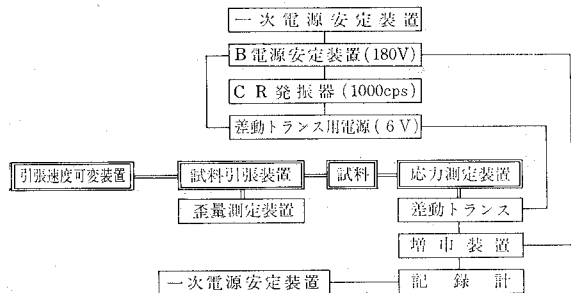 一次電源安定装置
B電源安定装置(180V)
CR発振器(1000cps)
差動トランス用電源(6V)
引張速度可変装置 試料引張装置 試料 応力測定装置
歪量測定装置 差動トランス
増巾装置
一次電源安定装置 記録計